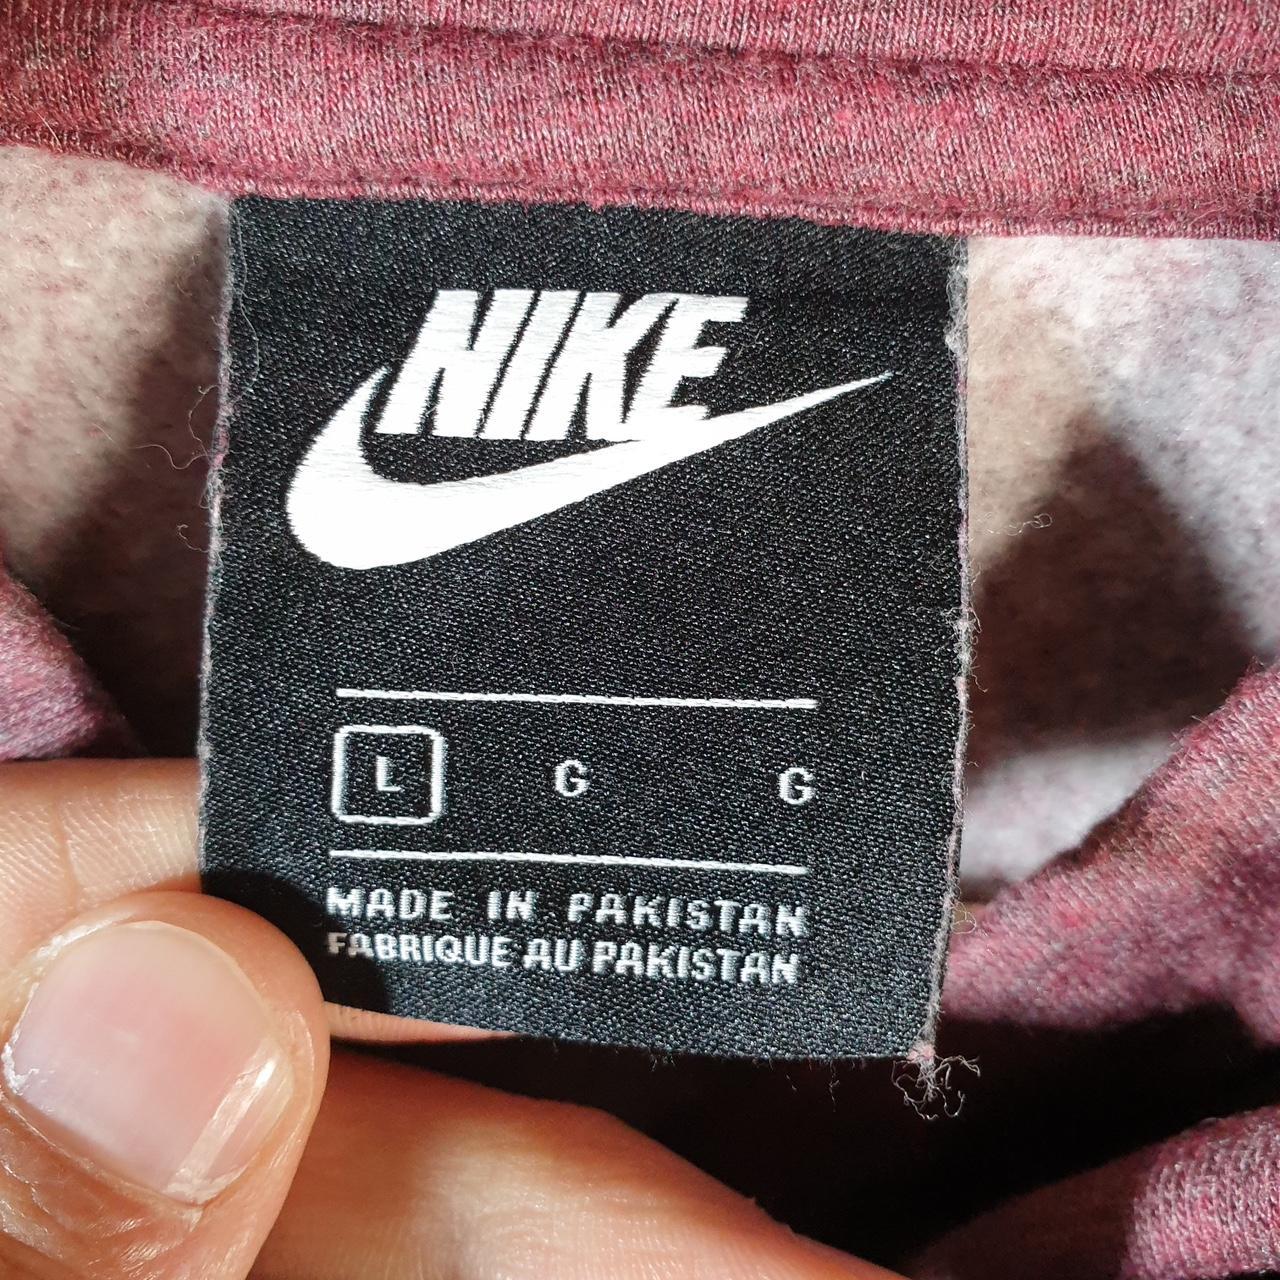 NIKE
L G G
MADE IN PAKISTAN
FABRIQUE AU PAKISTAN